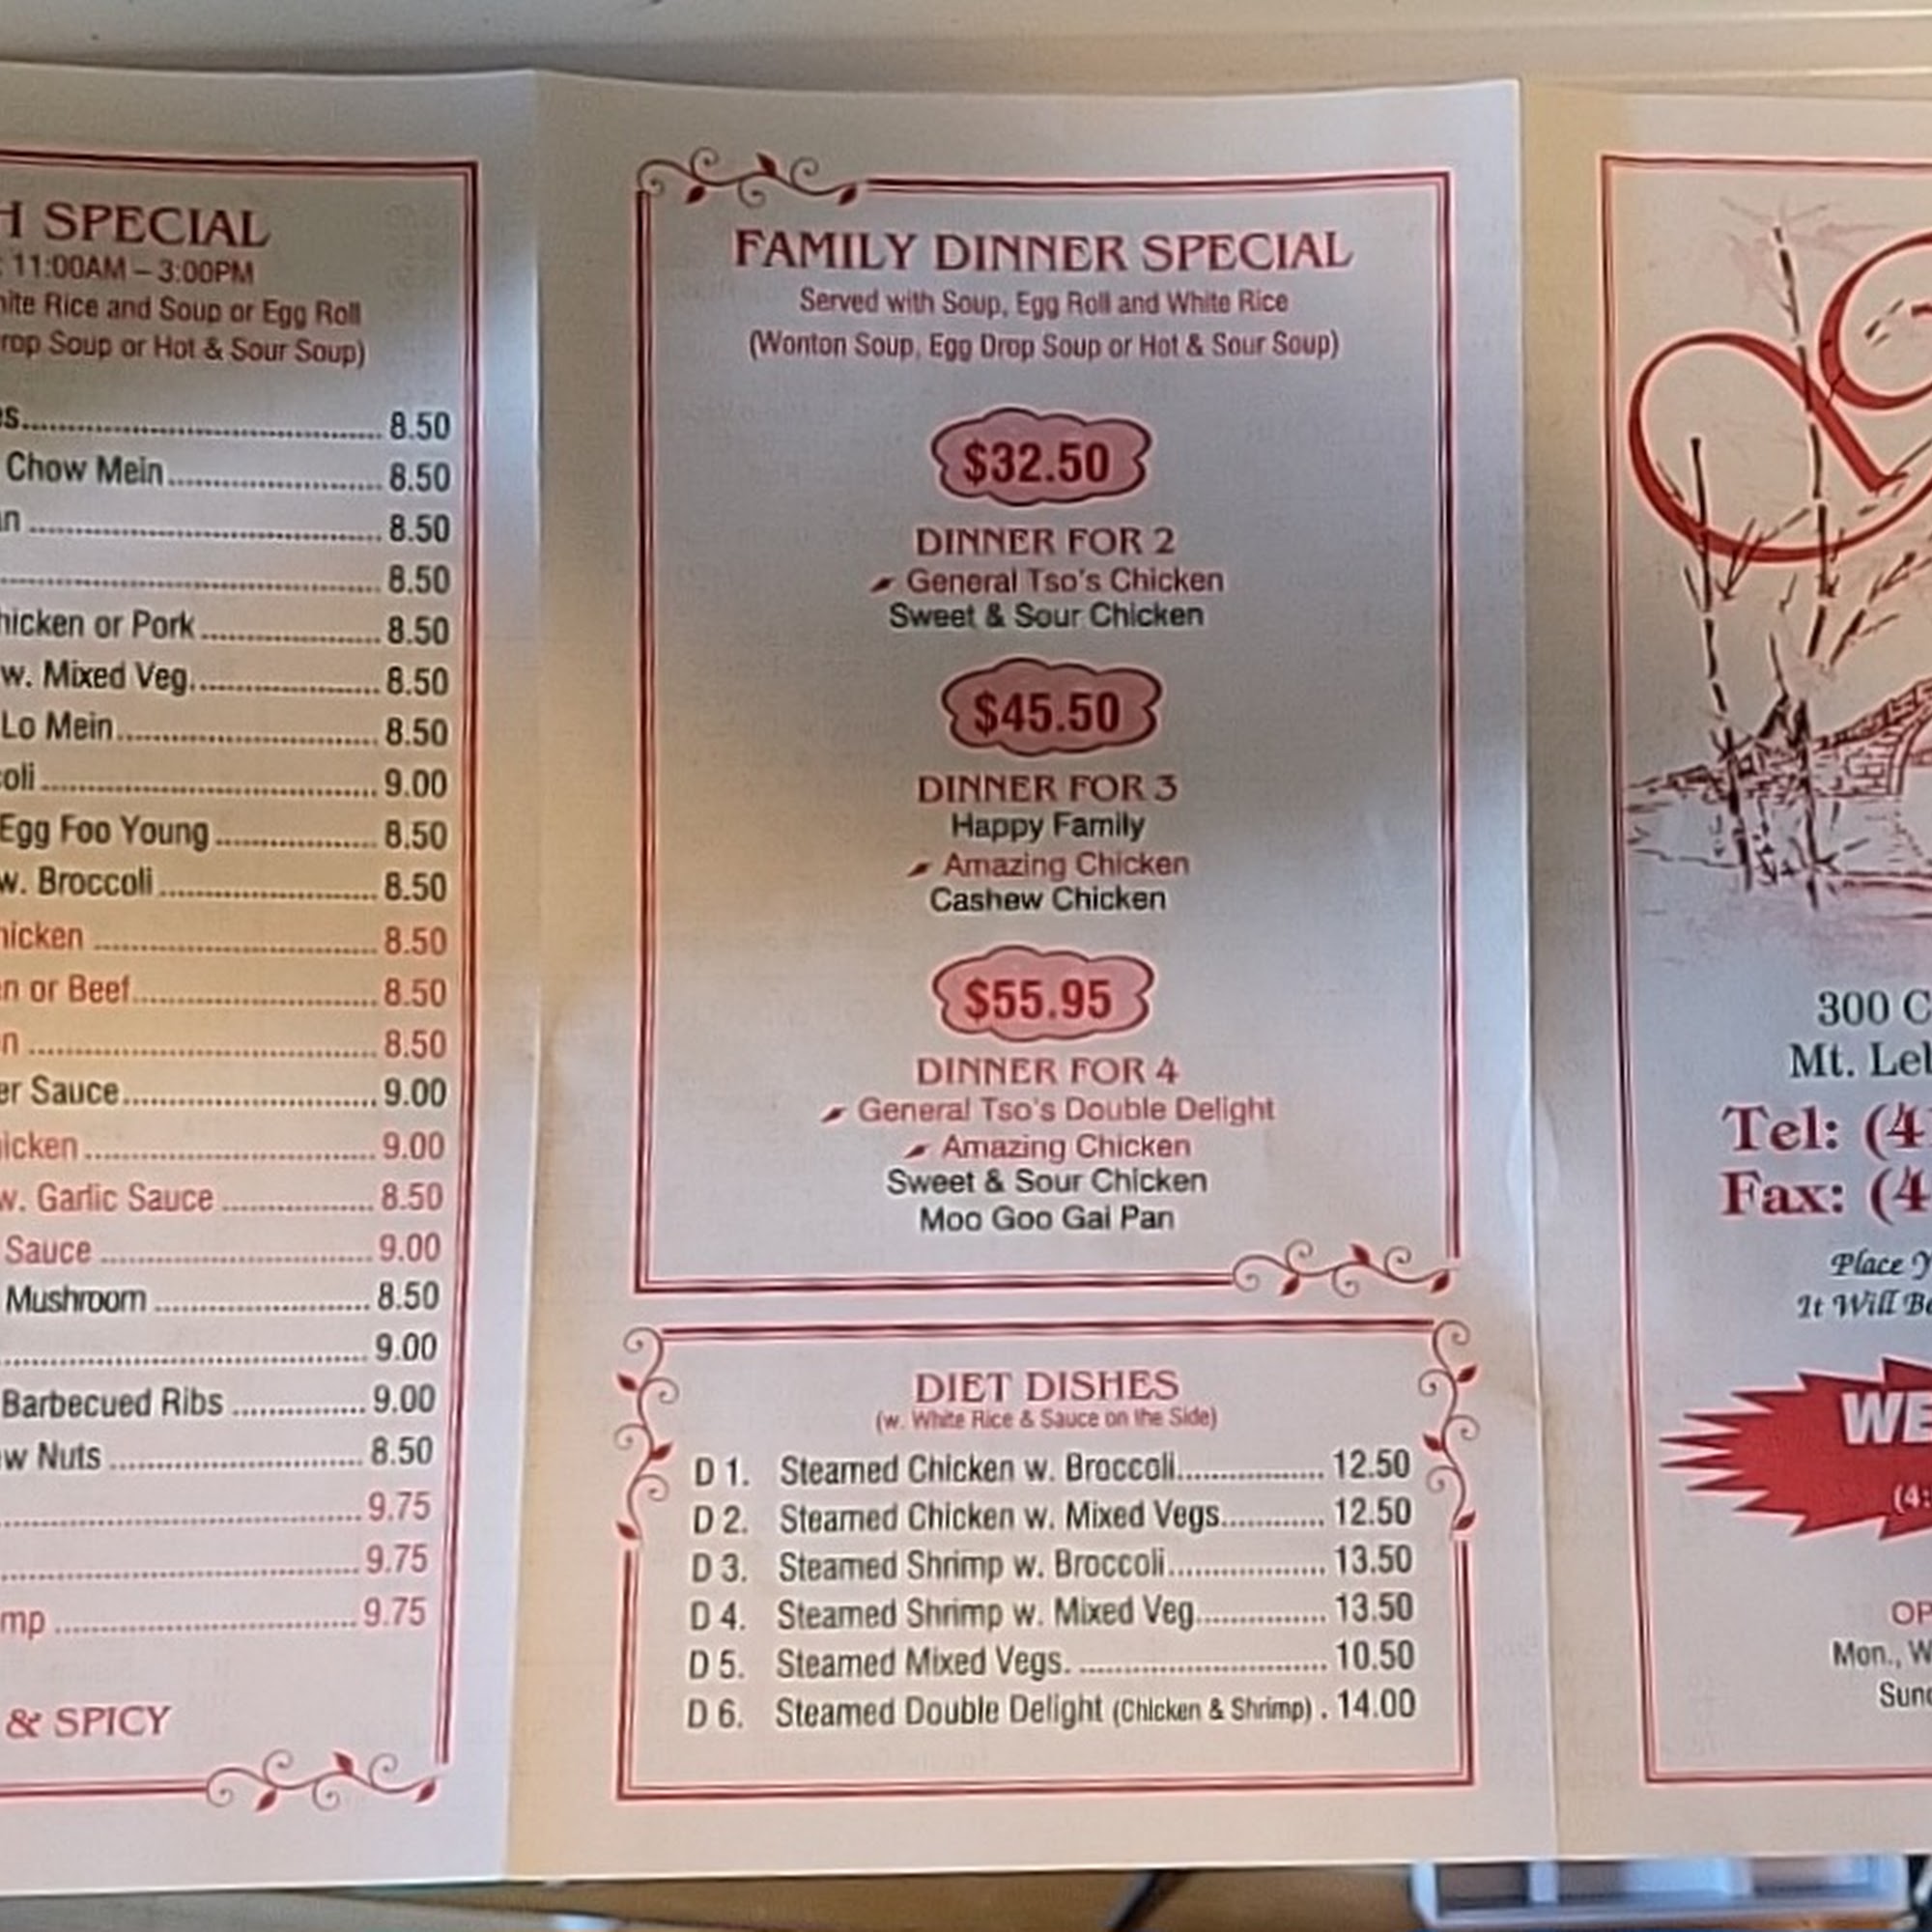 H SPECIAL
: 11:00AM – 3:00PM
hite Rice and Soup or Egg Roll
rop Soup or Hot & Sour Soup)
es 8.50
Chow Mein 8.50
an 8.50
8.50
hicken or Pork 8.50
w. Mixed Veg. 8.50
Lo Mein 8.50
coli 9.00
Egg Foo Young 8.50
w. Broccoli 8.50
hicken 8.50
en or Beef 8.50
n 8.50
er Sauce 9.00
icken 9.00
w. Garlic Sauce 8.50
Sauce 9.00
Mushroom 8.50
9.00
Barbecued Ribs 9.00
w Nuts 8.50
9.75
9.75
mp 9.75
& SPICY
FAMILY DINNER SPECIAL
Served with Soup, Egg Roll and White Rice
(Wonton Soup, Egg Drop Soup or Hot & Sour Soup)
$32.50
DINNER FOR 2
General Tso's Chicken
Sweet & Sour Chicken
$45.50
DINNER FOR 3
Happy Family
Amazing Chicken
Cashew Chicken
$55.95
DINNER FOR 4
General Tso's Double Delight
Amazing Chicken
Sweet & Sour Chicken
Moo Goo Gai Pan
DIET DISHES
(w. White Rice & Sauce on the Side)
D 1. Steamed Chicken w. Broccoli 12.50
D 2. Steamed Chicken w. Mixed Vegs. 12.50
D 3. Steamed Shrimp w. Broccoli 13.50
D 4. Steamed Shrimp w. Mixed Veg. 13.50
D 5. Steamed Mixed Vegs. 10.50
D 6. Steamed Double Delight (Chicken & Shrimp) . 14.00
300 C
Mt. Le
Tel: (4
Fax: (4
Place Y
It Will Be
WE
(4:
OP
Mon., W
Sun